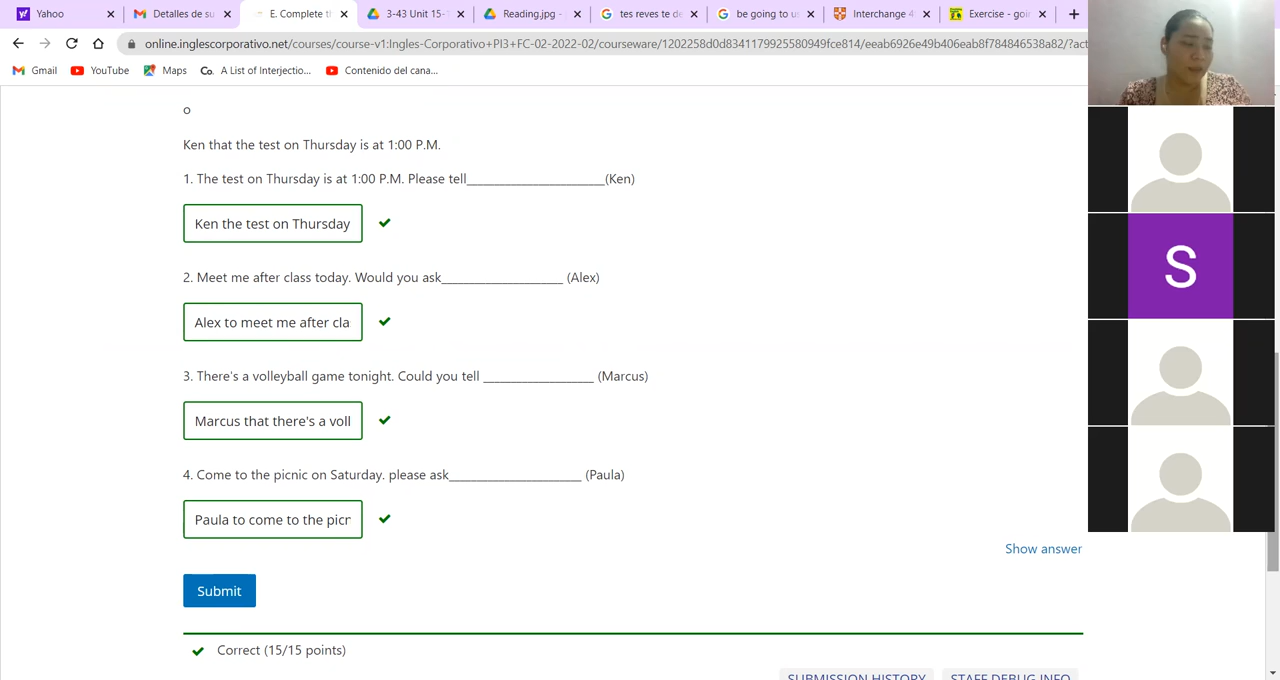 Yahoo
Detalles de su
E. Complete th
3-43 Unit 15-
Reading.jpg -
tes reves te de
be going to us
Interchange 4
Exercise - goin
online.inglescorporativo.net/courses/course-v1:Ingles-Corporativo+PI3+FC-02-2022-02/courseware/1202258d0d8341179925580949fce814/eeab6926e49b406eab8f784846538a82/?act
Gmail
YouTube
Maps
Co. A List of Interjectio...
Contenido del cana...
o
Ken that the test on Thursday is at 1:00 P.M.
1. The test on Thursday is at 1:00 P.M. Please tell______________________(Ken)
Ken the test on Thursday
2. Meet me after class today. Would you ask____________________ (Alex)
Alex to meet me after cla
3. There's a volleyball game tonight. Could you tell __________________ (Marcus)
Marcus that there's a voll
4. Come to the picnic on Saturday. please ask_____________________ (Paula)
Paula to come to the picr
Show answer
Submit
Correct (15/15 points)
SUBMISSION HISTORY
STAFF DEBUG INFO
S